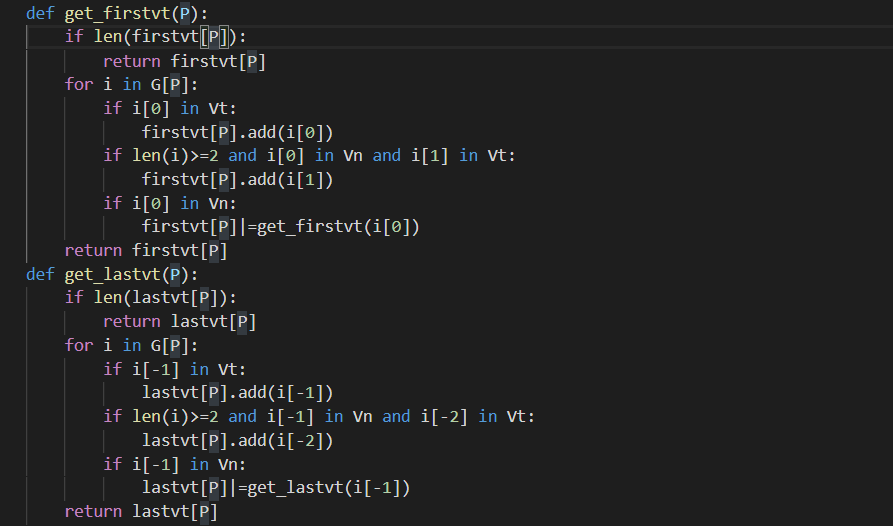 def get_firstvt(P):
    if len(firstvt[P]):
        return firstvt[P]
    for i in G[P]:
        if i[0] in Vt:
            firstvt[P].add(i[0])
        if len(i)>=2 and i[0] in Vn and i[1] in Vt:
            firstvt[P].add(i[1])
        if i[0] in Vn:
            firstvt[P]|=get_firstvt(i[0])
    return firstvt[P]
def get_lastvt(P):
    if len(lastvt[P]):
        return lastvt[P]
    for i in G[P]:
        if i[-1] in Vt:
            lastvt[P].add(i[-1])
        if len(i)>=2 and i[-1] in Vn and i[-2] in Vt:
            lastvt[P].add(i[-2])
        if i[-1] in Vn:
            lastvt[P]|=get_lastvt(i[-1])
    return lastvt[P]